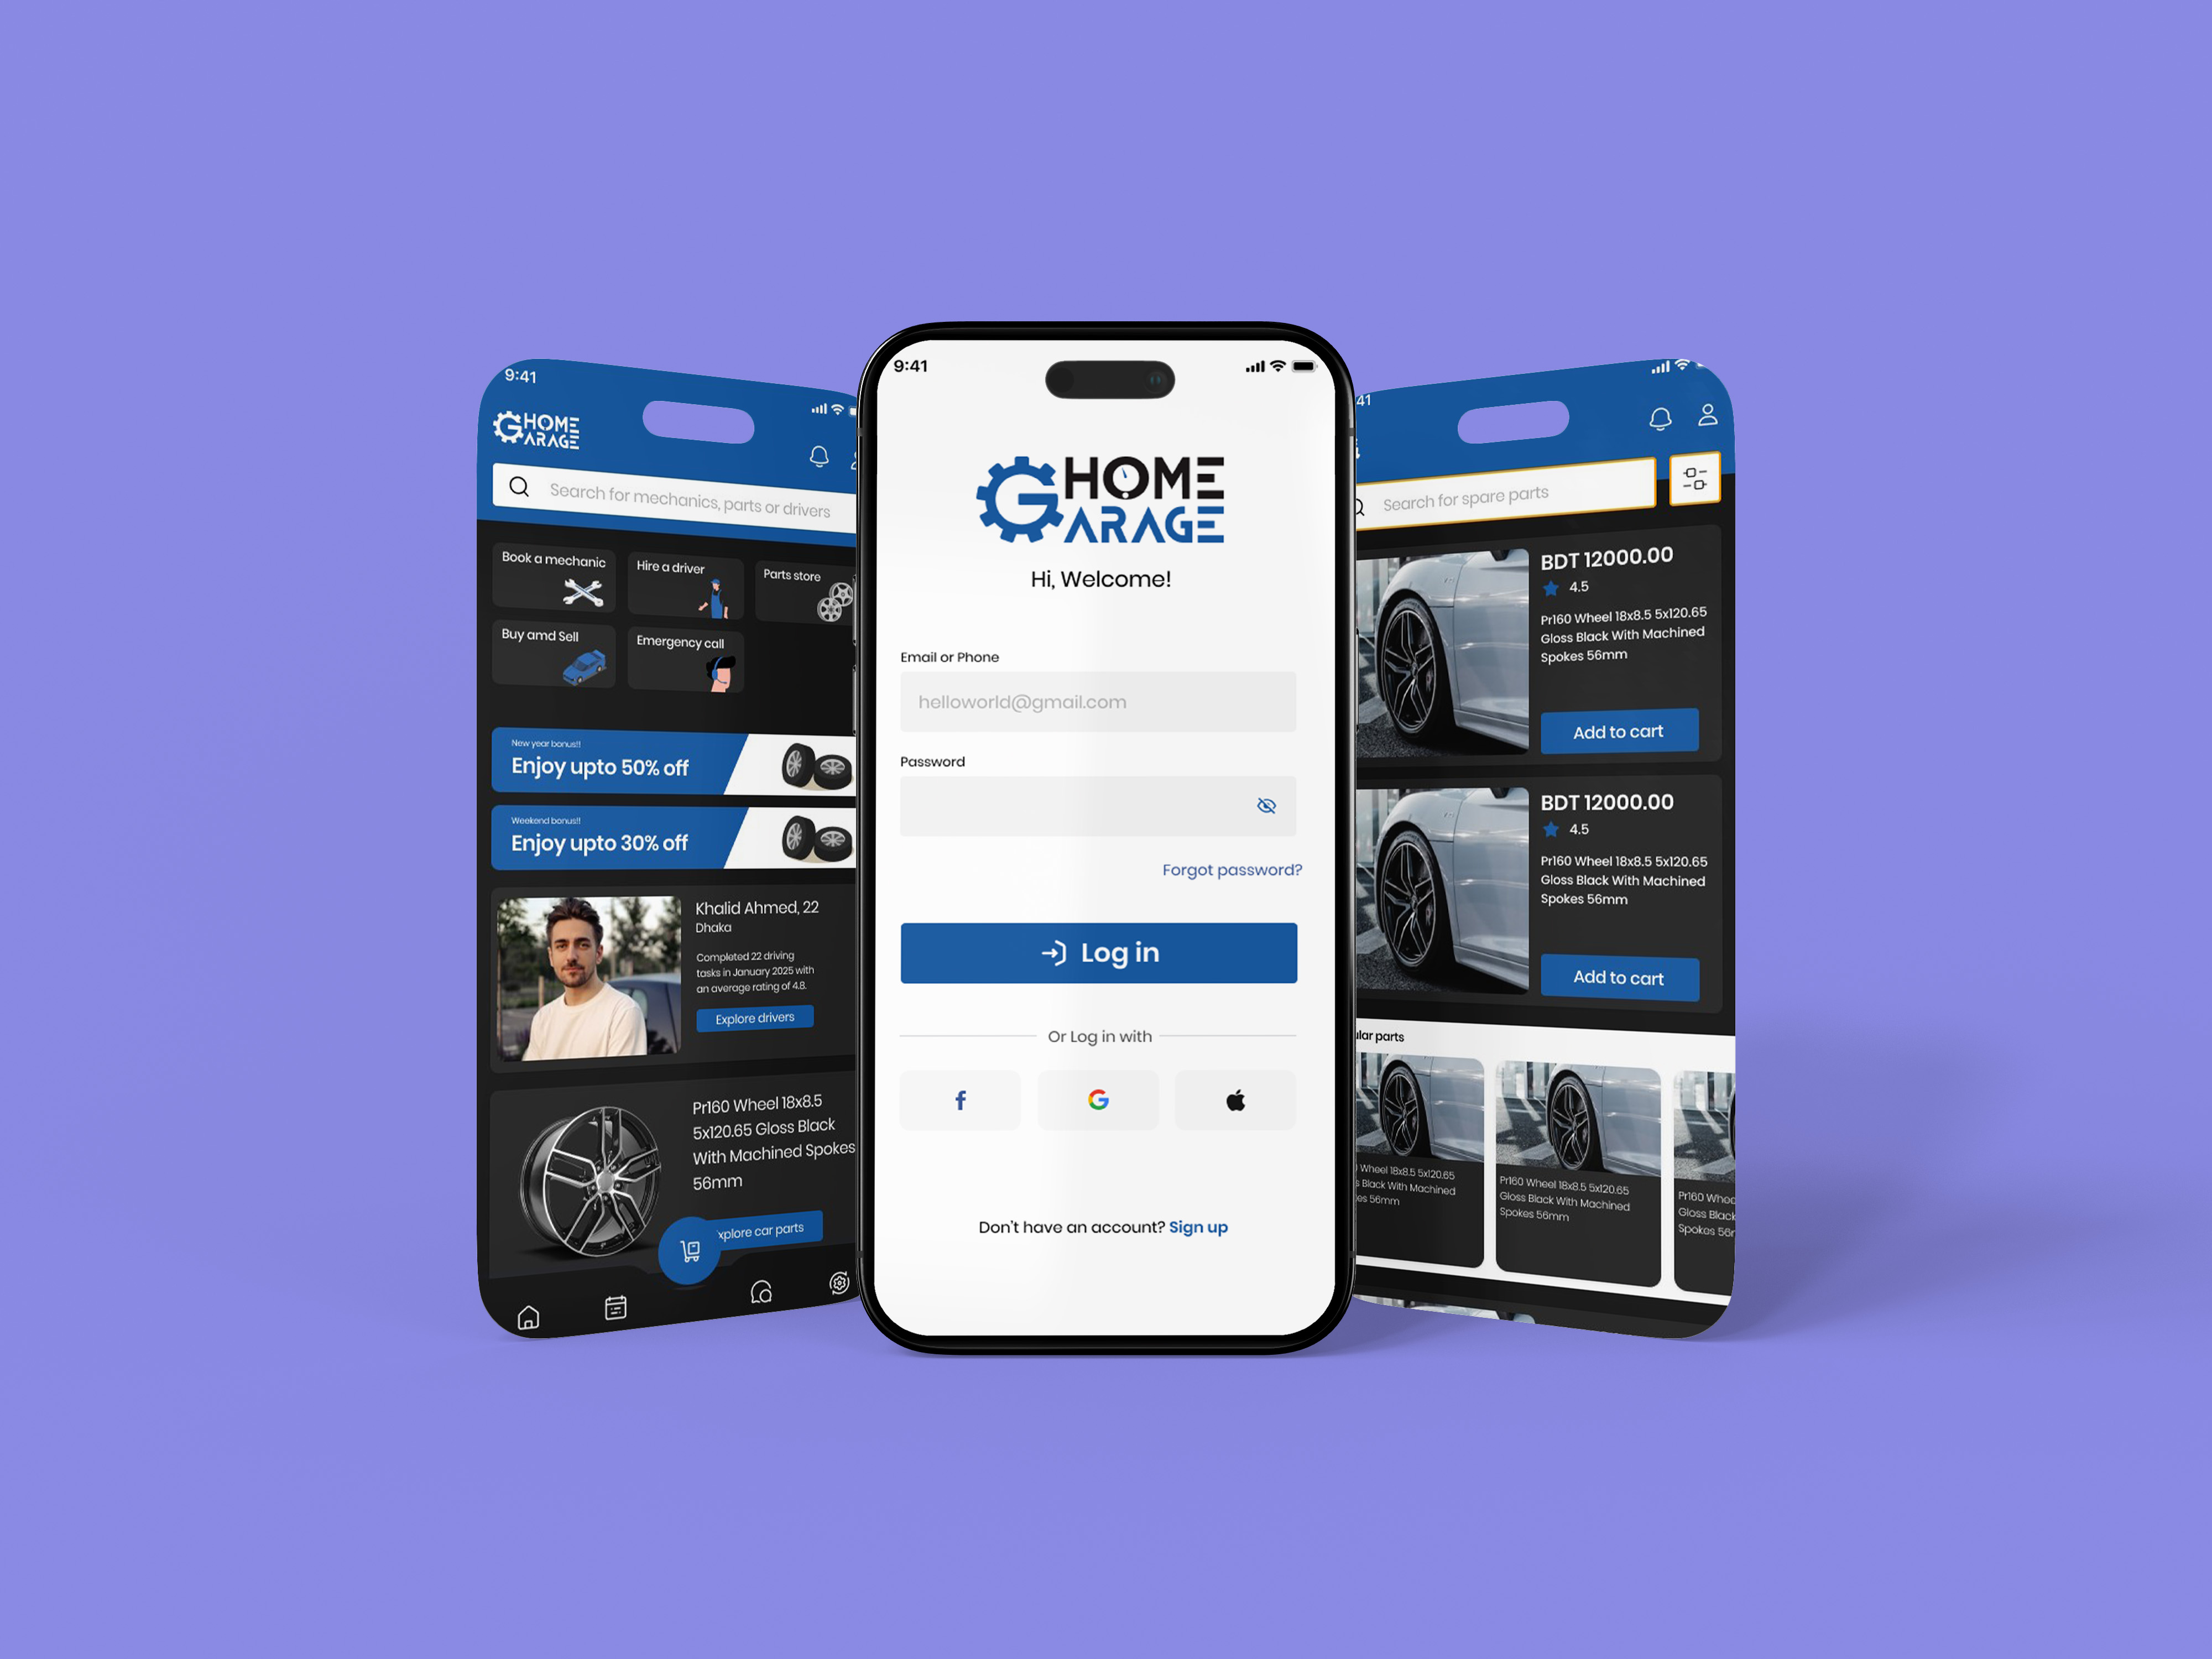 9:41
HOME
GARAGE
Search for mechanics, parts or drivers
Book a mechanic
Hire a driver
Parts store
Buy amd Sell
Emergency call
New year bonus!!
Enjoy upto 50% off
Weekend bonus!!
Enjoy upto 30% off
Khalid Ahmed, 22
Dhaka
Completed 22 driving
tasks in January 2025 with
an average rating of 4.8.
Explore drivers
Pr160 Wheel 18x8.5
5x120.65 Gloss Black
With Machined Spokes
56mm
xplore car parts
9:41
HOME
GARAGE
Hi, Welcome!
Email or Phone
helloworld@gmail.com
Password
Forgot password?
Log in
Or Log in with
f
G
Don't have an account? Sign up
41
Search for spare parts
BDT 12000.00
4.5
Pr160 Wheel 18x8.5 5x120.65
Gloss Black With Machined
Spokes 56mm
Add to cart
BDT 12000.00
4.5
Pr160 Wheel 18x8.5 5x120.65
Gloss Black With Machined
Spokes 56mm
Add to cart
lar parts
Wheel 18x8.5 5x120.65
Black With Machined
es 56mm
Pr160 Wheel 18x8.5 5x120.65
Gloss Black With Machined
Spokes 56mm
Pr160 Whee
Gloss Black
Spokes 56